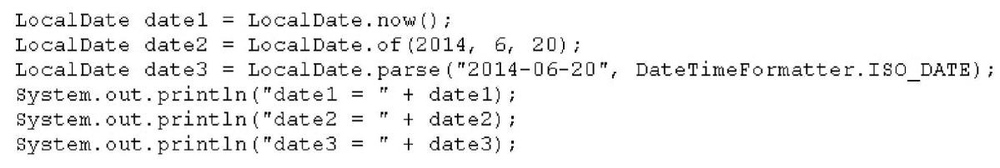 LocalDate date1 = LocalDate.now();
LocalDate date2 = LocalDate.of(2014, 6, 20);
LocalDate date3 = LocalDate.parse("2014-06-20", DateTimeFormatter.ISO_DATE);
System.out.println("date1 = " + date1);
System.out.println("date2 = " + date2);
System.out.println("date3 = " + date3);